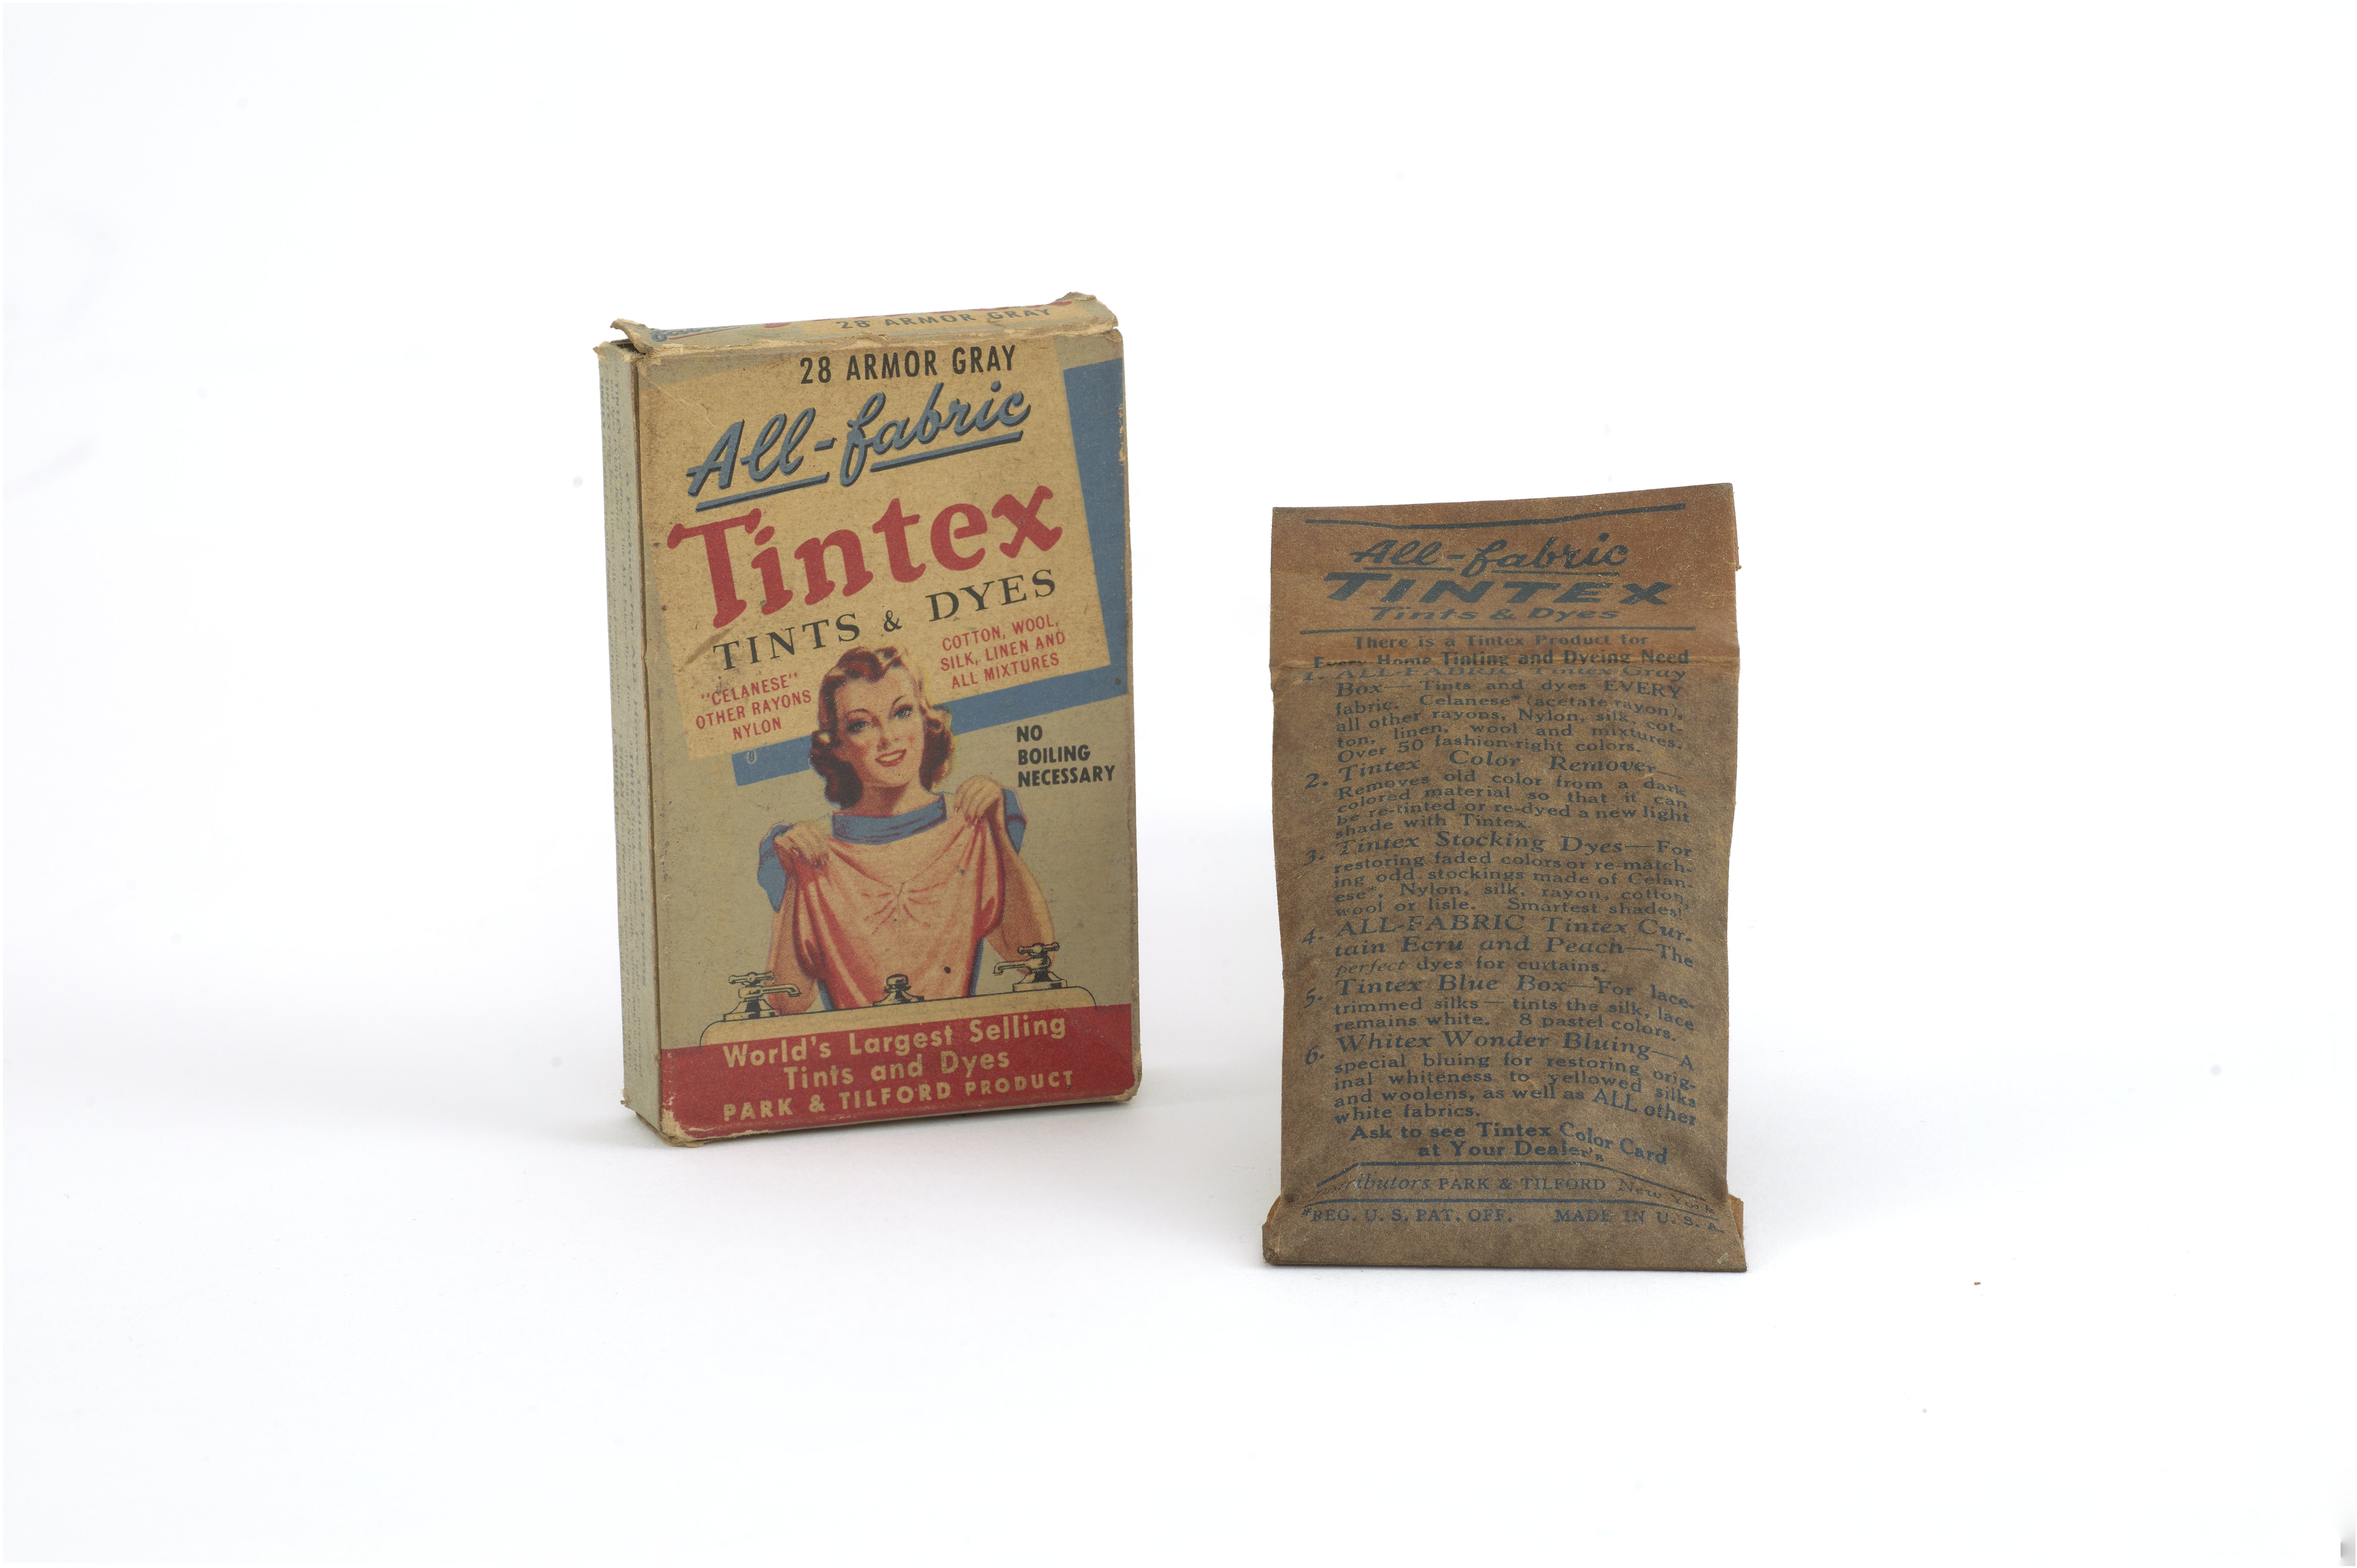 28 ARMOR GRAY
28 ARMOR GRAY
All-fabric
Tintex
TINTS & DYES
COTTON, WOOL,
SILK, LINEN AND
ALL MIXTURES
"CELANESE"
OTHER RAYONS
NYLON
NO
BOILING
NECESSARY
World's Largest Selling
Tints and Dyes
PARK & TILFORD PRODUCT
All-fabric
TINTEX
Tints & Dyes
There is a Tintex Product for
Every Home Tinting and Dyeing Need
1. ALL-FABRIC Tintex Gray
Box— Tints and dyes EVERY
fabric. Celanese* (acetate rayon),
all other rayons, Nylon, silk, cot-
ton, linen, wool and mixtures.
Over 50 fashion-right colors.
2. Tintex Color Remover—
Removes old color from a dark
colored material so that it can
be re-tinted or re-dyed a new light
shade with Tintex.
3. Tintex Stocking Dyes—For
restoring faded colors or re-match-
ing odd stockings made of Celan-
ese*, Nylon, silk, rayon, cotton,
wool or lisle. Smartest shades!
4. ALL-FABRIC Tintex Cur-
tain Ecru and Peach—The
perfect dyes for curtains.
5. Tintex Blue Box—For lace-
trimmed silks — tints the silk, lace
remains white. 8 pastel colors.
6. Whitex Wonder Bluing—A
special bluing for restoring orig-
inal whiteness to yellowed silks
and woolens, as well as ALL other
white fabrics.
Ask to see Tintex Color Card
at Your Dealer's
PARK & TILFORD New York
*REG. U. S. PAT. OFF. MADE IN U. S. A.